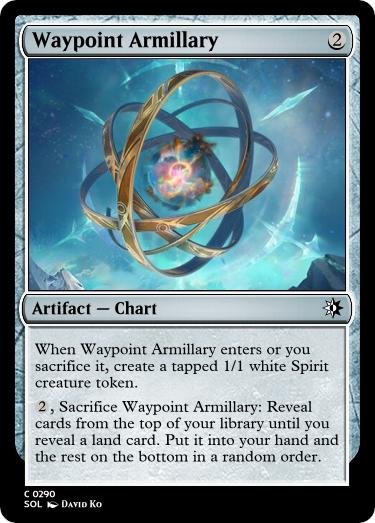 Waypoint Armillary 2
Artifact — Chart
When Waypoint Armillary enters or you
sacrifice it, create a tapped 1/1 white Spirit
creature token.
2, Sacrifice Waypoint Armillary: Reveal
cards from the top of your library until you
reveal a land card. Put it into your hand and
the rest on the bottom in a random order.
C 0290
SOL David Ko